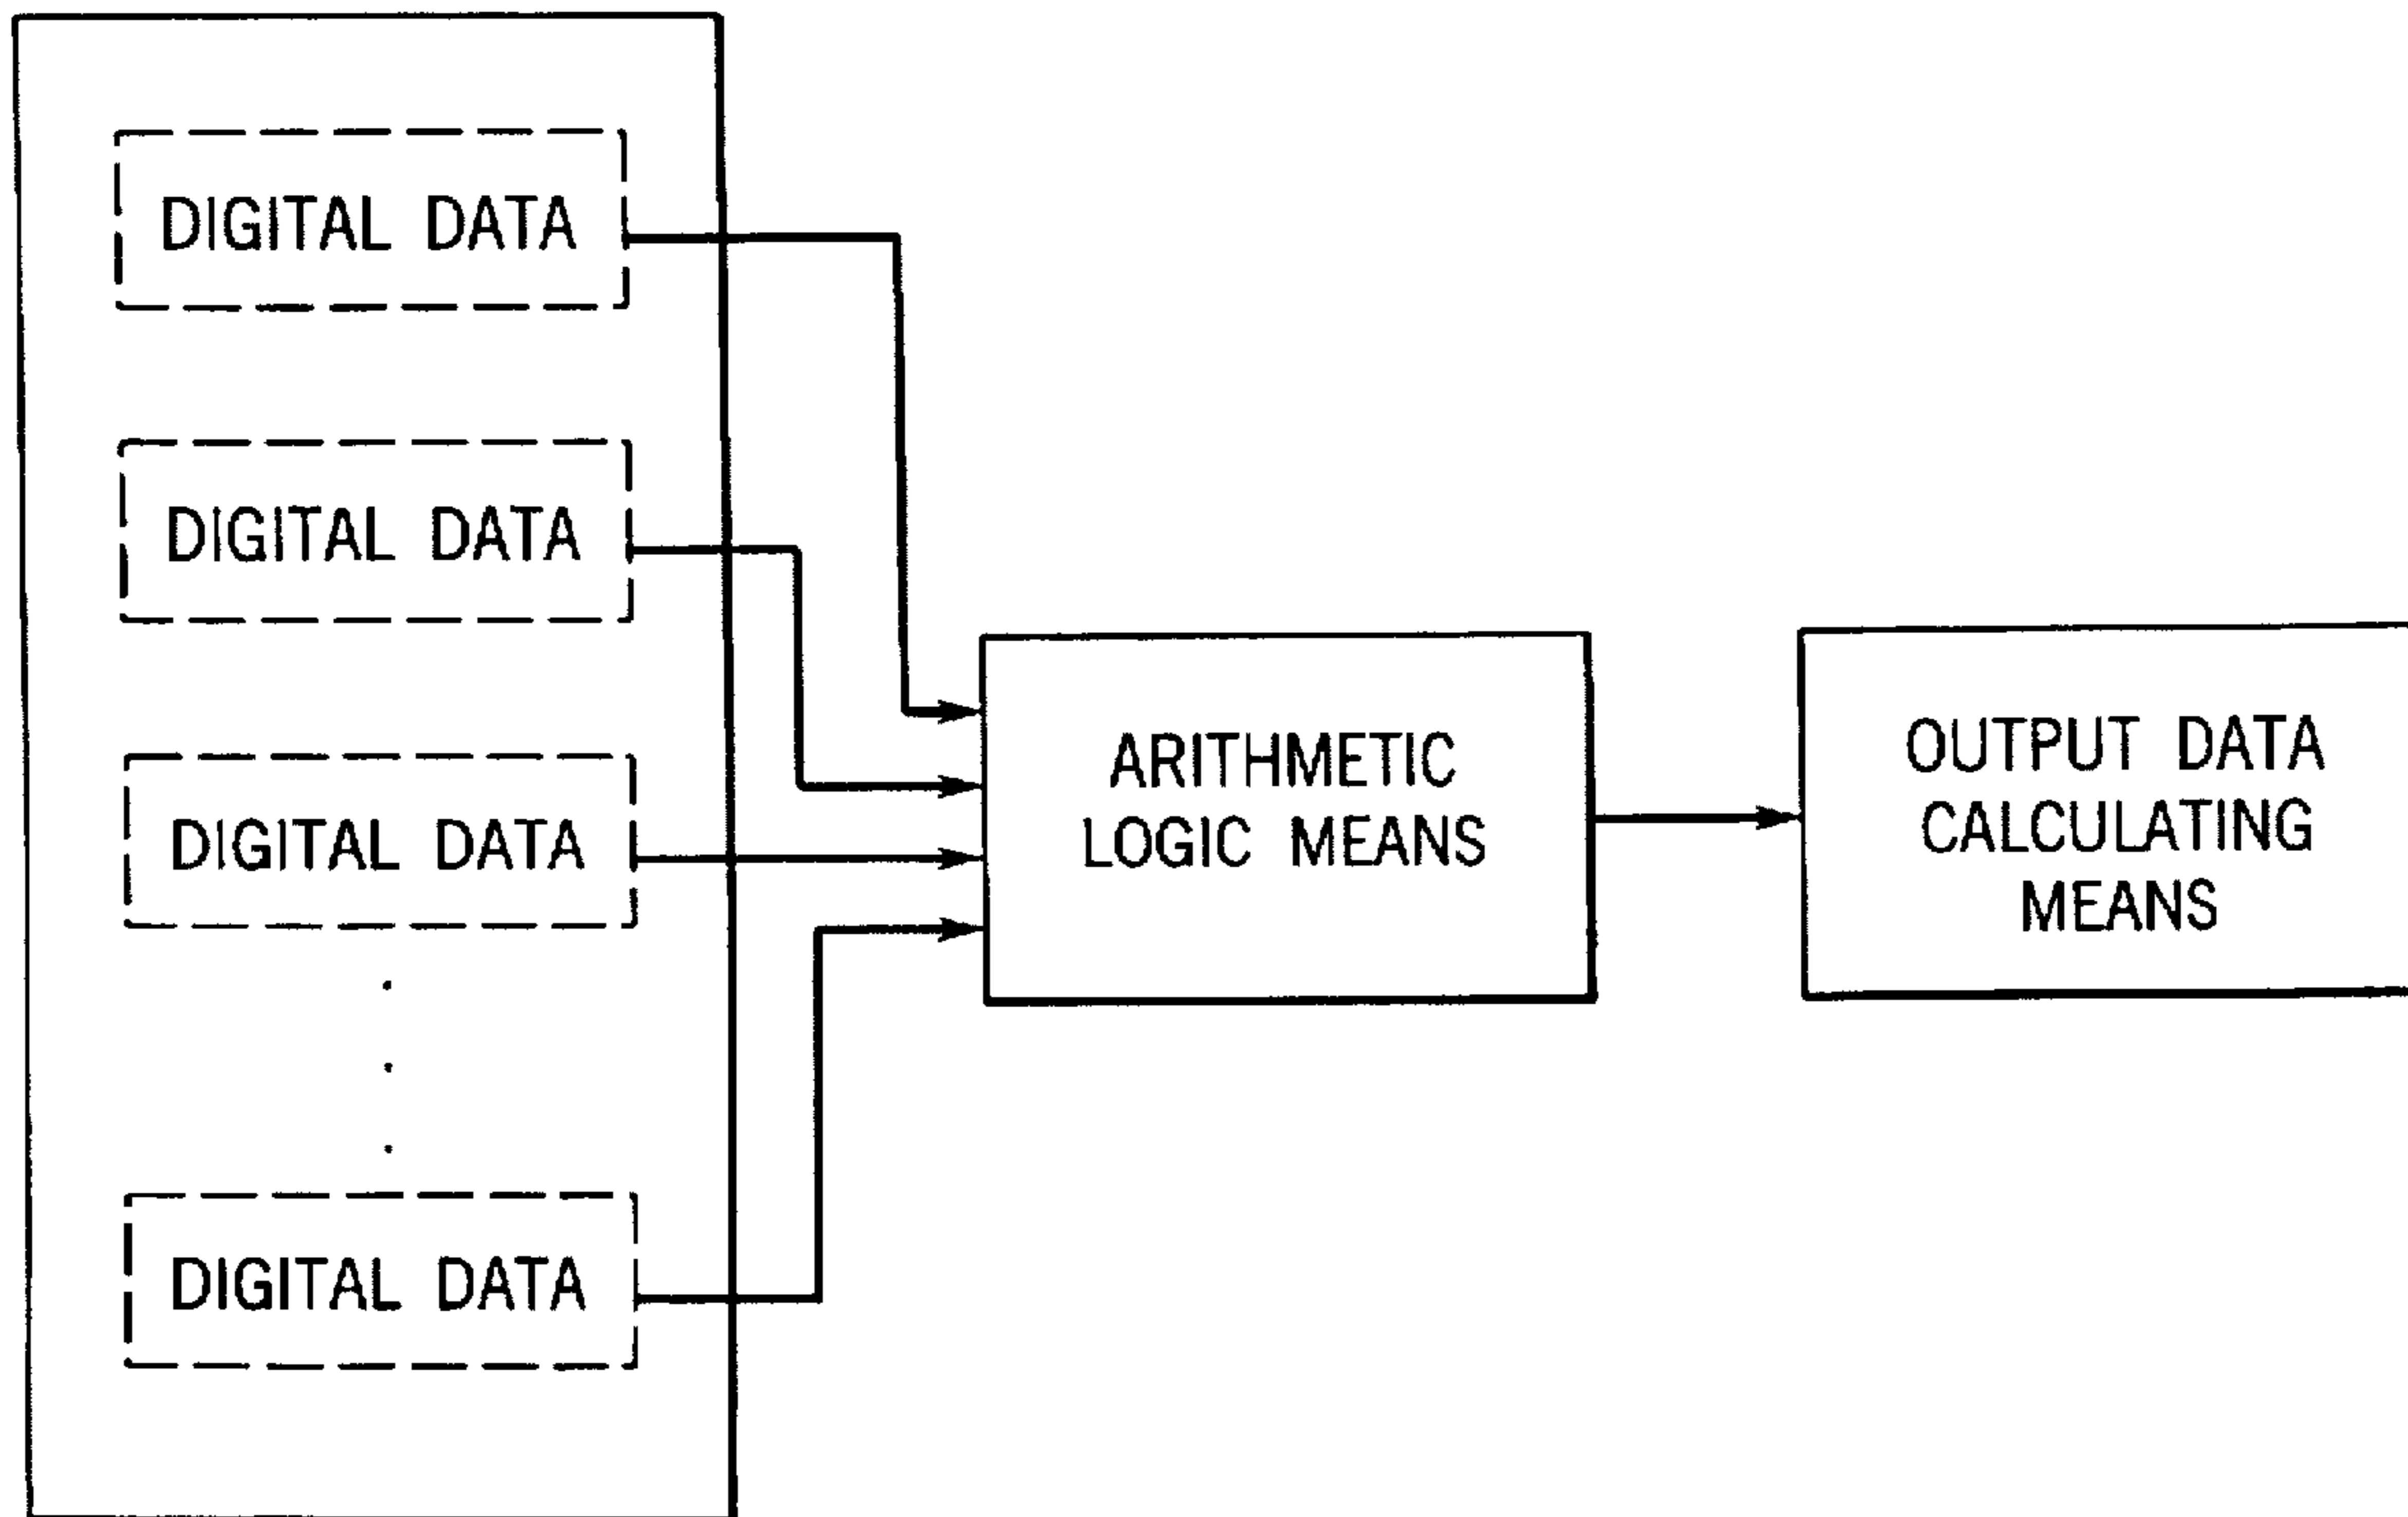 DIGITAL DATA
DIGITAL DATA
DIGITAL DATA
DIGITAL DATA
ARITHMETIC
LOGIC MEANS
OUTPUT DATA
CALCULATING
MEANS